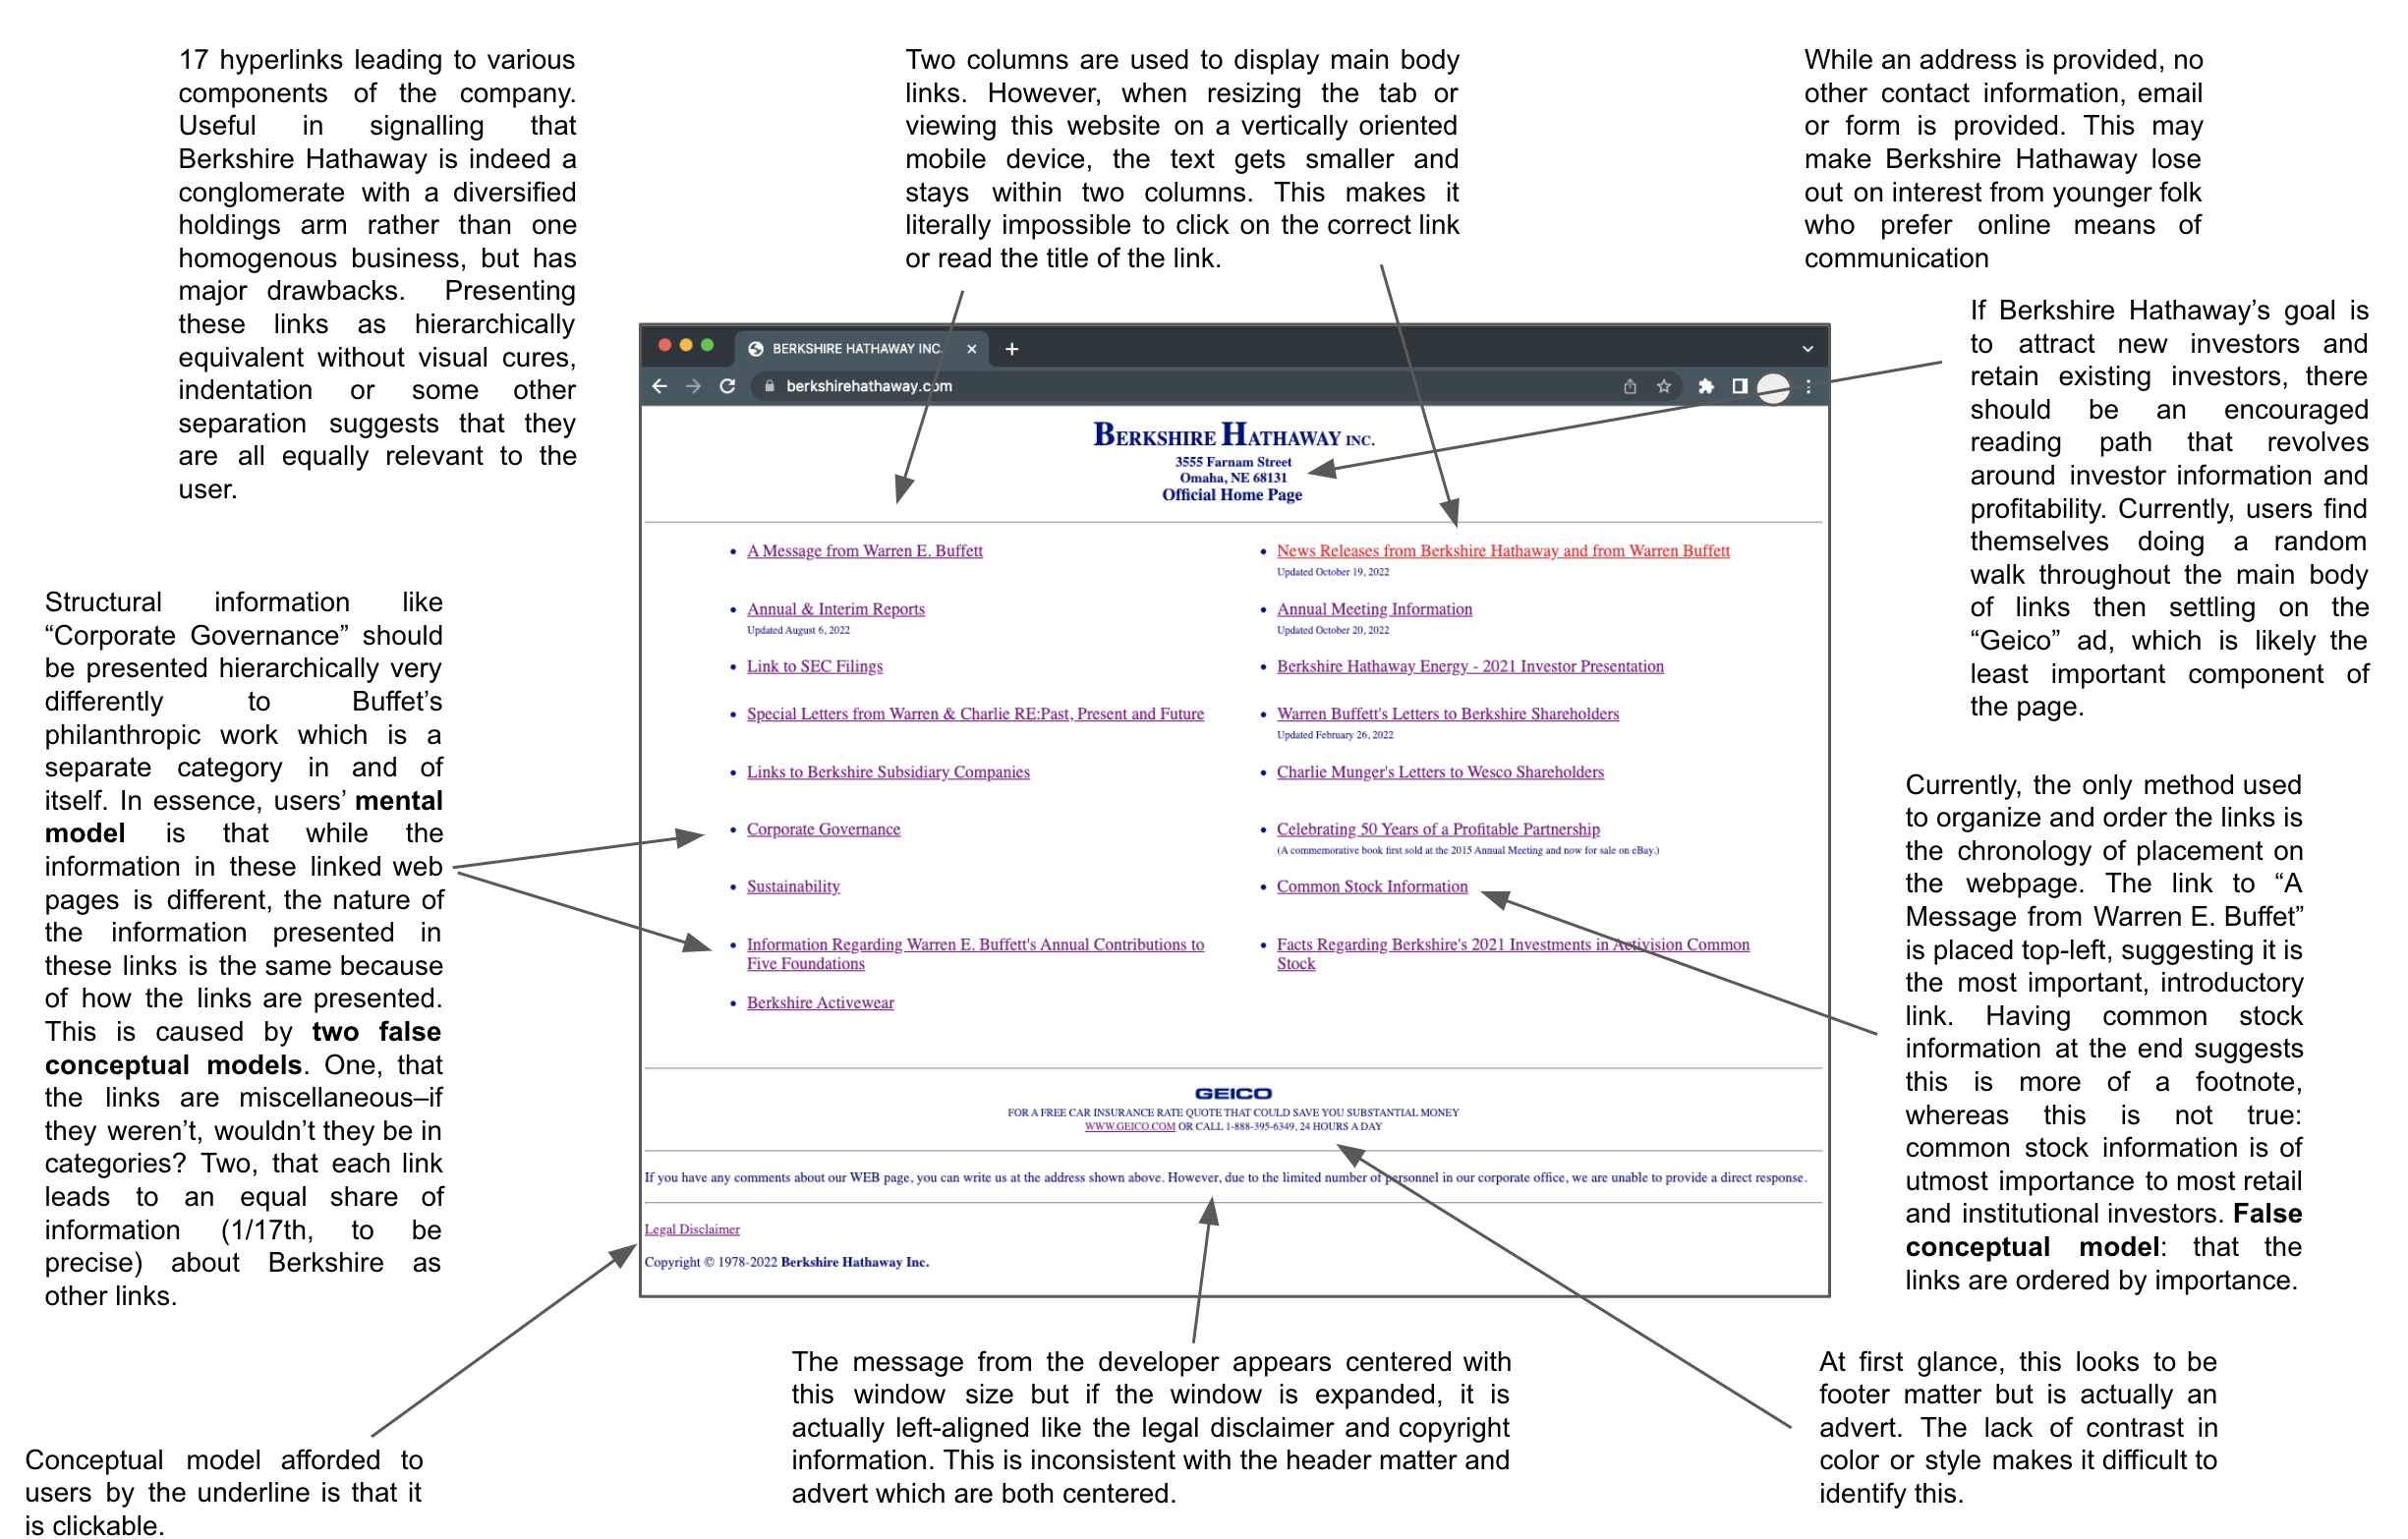 17 hyperlinks leading to various
components of the company.
Useful in signalling that
Berkshire Hathaway is indeed a
conglomerate with a diversified
holdings arm rather than one
homogenous business, but has
major drawbacks. Presenting
these links as hierarchically
equivalent without visual cures,
indentation or some other
separation suggests that they
are all equally relevant to the
user.
Two columns are used to display main body
links. However, when resizing the tab or
viewing this website on a vertically oriented
mobile device, the text gets smaller and
stays within two columns. This makes it
literally impossible to click on the correct link
or read the title of the link.
While an address is provided, no
other contact information, email
or form is provided. This may
make Berkshire Hathaway lose
out on interest from younger folk
who prefer online means of
communication
If Berkshire Hathaway’s goal is
to attract new investors and
retain existing investors, there
should be an encouraged
reading path that revolves
around investor information and
profitability. Currently, users find
themselves doing a random
walk throughout the main body
of links then settling on the
“Geico” ad, which is likely the
least important component of
the page.
Structural information like
“Corporate Governance” should
be presented hierarchically very
differently to Buffet’s
philanthropic work which is a
separate category in and of
itself. In essence, users’ mental
model is that while the
information in these linked web
pages is different, the nature of
the information presented in
these links is the same because
of how the links are presented.
This is caused by two false
conceptual models. One, that
the links are miscellaneous–if
they weren’t, wouldn’t they be in
categories? Two, that each link
leads to an equal share of
information (1/17th, to be
precise) about Berkshire as
other links.
BERKSHIRE HATHAWAY INC.
berkshirehathaway.com
BERKSHIRE HATHAWAY INC.
3555 Farnam Street
Omaha, NE 68131
Official Home Page
A Message from Warren E. Buffett
News Releases from Berkshire Hathaway and from Warren Buffett
Updated October 19, 2022
Annual & Interim Reports
Updated August 6, 2022
Annual Meeting Information
Updated October 20, 2022
Link to SEC Filings
Berkshire Hathaway Energy - 2021 Investor Presentation
Special Letters from Warren & Charlie RE:Past, Present and Future
Warren Buffett's Letters to Berkshire Shareholders
Updated February 26, 2022
Links to Berkshire Subsidiary Companies
Charlie Munger's Letters to Wesco Shareholders
Corporate Governance
Celebrating 50 Years of a Profitable Partnership
(A commemorative book first sold at the 2015 Annual Meeting and now for sale on eBay.)
Sustainability
Common Stock Information
Information Regarding Warren E. Buffett's Annual Contributions to
Five Foundations
Facts Regarding Berkshire's 2021 Investments in Activision Common
Stock
Berkshire Activewear
GEICO
FOR A FREE CAR INSURANCE RATE QUOTE THAT COULD SAVE YOU SUBSTANTIAL MONEY
WWW.GEICO.COM OR CALL 1-888-395-6349, 24 HOURS A DAY
If you have any comments about our WEB page, you can write us at the address shown above. However, due to the limited number of personnel in our corporate office, we are unable to provide a direct response.
Legal Disclaimer
Copyright © 1978-2022 Berkshire Hathaway Inc.
Currently, the only method used
to organize and order the links is
the chronology of placement on
the webpage. The link to “A
Message from Warren E. Buffet”
is placed top-left, suggesting it is
the most important, introductory
link. Having common stock
information at the end suggests
this is more of a footnote,
whereas this is not true:
common stock information is of
utmost importance to most retail
and institutional investors. False
conceptual model: that the
links are ordered by importance.
Conceptual model afforded to
users by the underline is that it
is clickable.
The message from the developer appears centered with
this window size but if the window is expanded, it is
actually left-aligned like the legal disclaimer and copyright
information. This is inconsistent with the header matter and
advert which are both centered.
At first glance, this looks to be
footer matter but is actually an
advert. The lack of contrast in
color or style makes it difficult to
identify this.